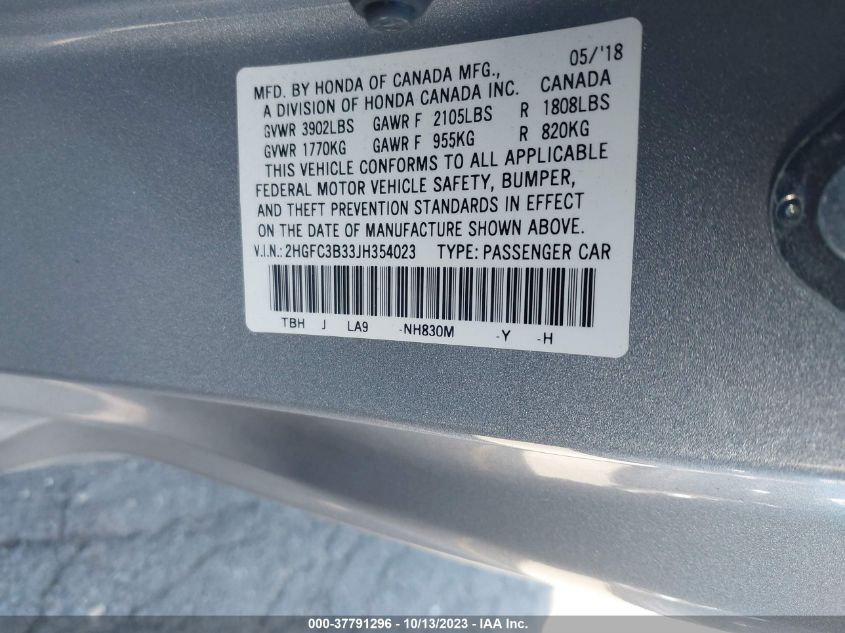 05/'18
MFD. BY HONDA OF CANADA MFG.,
A DIVISION OF HONDA CANADA INC. CANADA
GVWR 3902LBS GAWR F 2105LBS R 1808LBS
GVWR 1770KG GAWR F 955KG R 820KG
THIS VEHICLE CONFORMS TO ALL APPLICABLE
FEDERAL MOTOR VEHICLE SAFETY, BUMPER,
AND THEFT PREVENTION STANDARDS IN EFFECT
ON THE DATE OF MANUFACTURE SHOWN ABOVE.
V.I.N.: 2HGFC3B33JH354023 TYPE: PASSENGER CAR
TBH J LA9 -NH830M -Y -H
000-37791296 - 10/13/2023 - IAA Inc.